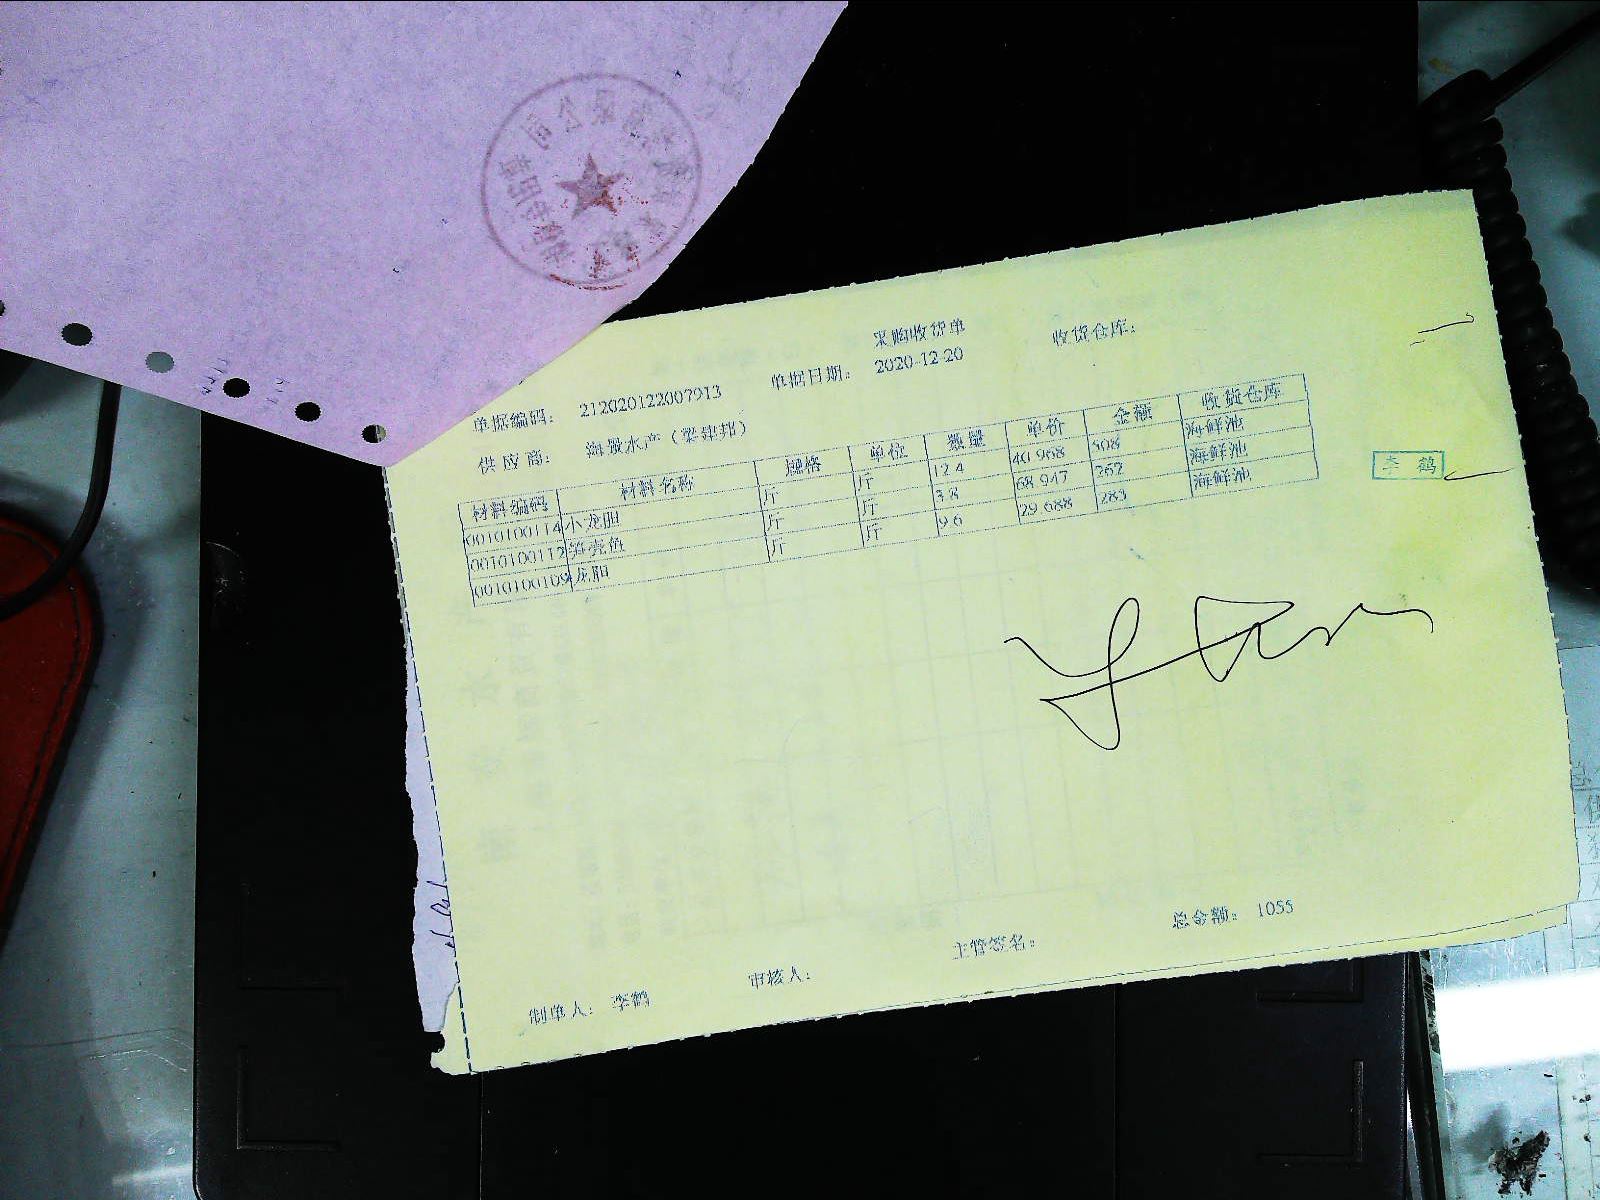 采购收货单
单据编码： 212020122007913 单据日期： 2020-12-20 收货仓库：
供应商： 海景水产（梁建邦）
材料编码 材料名称 规格 单位 数量 单价 金额 收货仓库
0010100114 小龙胆 斤 斤 12.4 40.968 508 海鲜池
0010100112 笋壳鱼 斤 斤 3.8 68.947 262 海鲜池
0010100109 龙胆 斤 斤 9.6 29.688 285 海鲜池
李鹤
总金额： 1055
主管签名：
审核人：
制单人： 李鹤